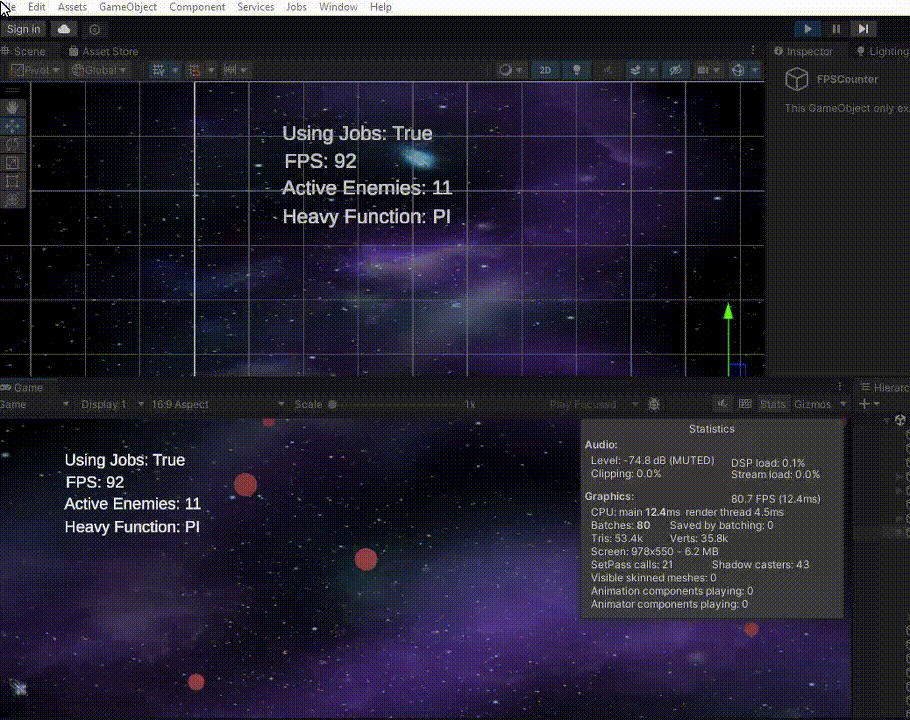 Edit Assets GameObject Component Services Jobs Window Help
Sign in
Scene Asset Store Inspector Lighting
Pivot Global 2D
FPSCounter
This GameObject only ex
Using Jobs: True
FPS: 92
Active Enemies: 11
Heavy Function: PI
Game Hierarc
Game Display 1 16:9 Aspect Scale 1x Play Focused Stats Gizmos
Statistics
Audio:
Level: -74.8 dB (MUTED) DSP load: 0.1%
Clipping: 0.0% Stream load: 0.0%
Graphics: 80.7 FPS (12.4ms)
CPU: main 12.4ms render thread 4.5ms
Batches: 80 Saved by batching: 0
Tris: 53.4k Verts: 35.8k
Screen: 978x550 - 6.2 MB
SetPass calls: 21 Shadow casters: 43
Visible skinned meshes: 0
Animation components playing: 0
Animator components playing: 0
Using Jobs: True
FPS: 92
Active Enemies: 11
Heavy Function: PI